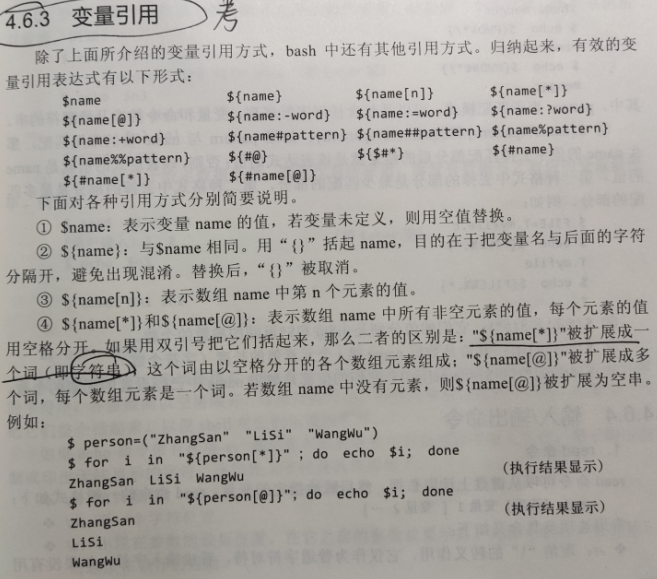 4.6.3 变量引用 考
除了上面所介绍的变量引用方式，bash 中还有其他引用方式。归纳起来，有效的变
量引用表达式有以下形式：
$name ${name} ${name[n]} ${name[*]}
${name[@]} ${name:-word} ${name:=word} ${name:?word}
${name:+word} ${name#pattern} ${name##pattern} ${name%pattern}
${name%%pattern} ${#@} ${$#*} ${#name}
${#name[*]} ${#name[@]}
下面对各种引用方式分别简要说明。
① $name：表示变量 name 的值，若变量未定义，则用空值替换。
② ${name}：与$name 相同。用“{}”括起 name，目的在于把变量名与后面的字符
分隔开，避免出现混淆。替换后，“{}”被取消。
③ ${name[n]}：表示数组 name 中第 n 个元素的值。
④ ${name[*]}和${name[@]}：表示数组 name 中所有非空元素的值，每个元素的值
用空格分开。如果用双引号把它们括起来，那么二者的区别是："${name[*]}"被扩展成一
个词（即字符串），这个词由以空格分开的各个数组元素组成；"${name[@]}"被扩展成多
个词，每个数组元素是一个词。若数组 name 中没有元素，则${name[@]}被扩展为空串。
例如：
$ person=("ZhangSan" "LiSi" "WangWu")
$ for i in "${person[*]}" ; do echo $i; done
ZhangSan LiSi WangWu （执行结果显示）
$ for i in "${person[@]}"; do echo $i; done
ZhangSan （执行结果显示）
LiSi
WangWu